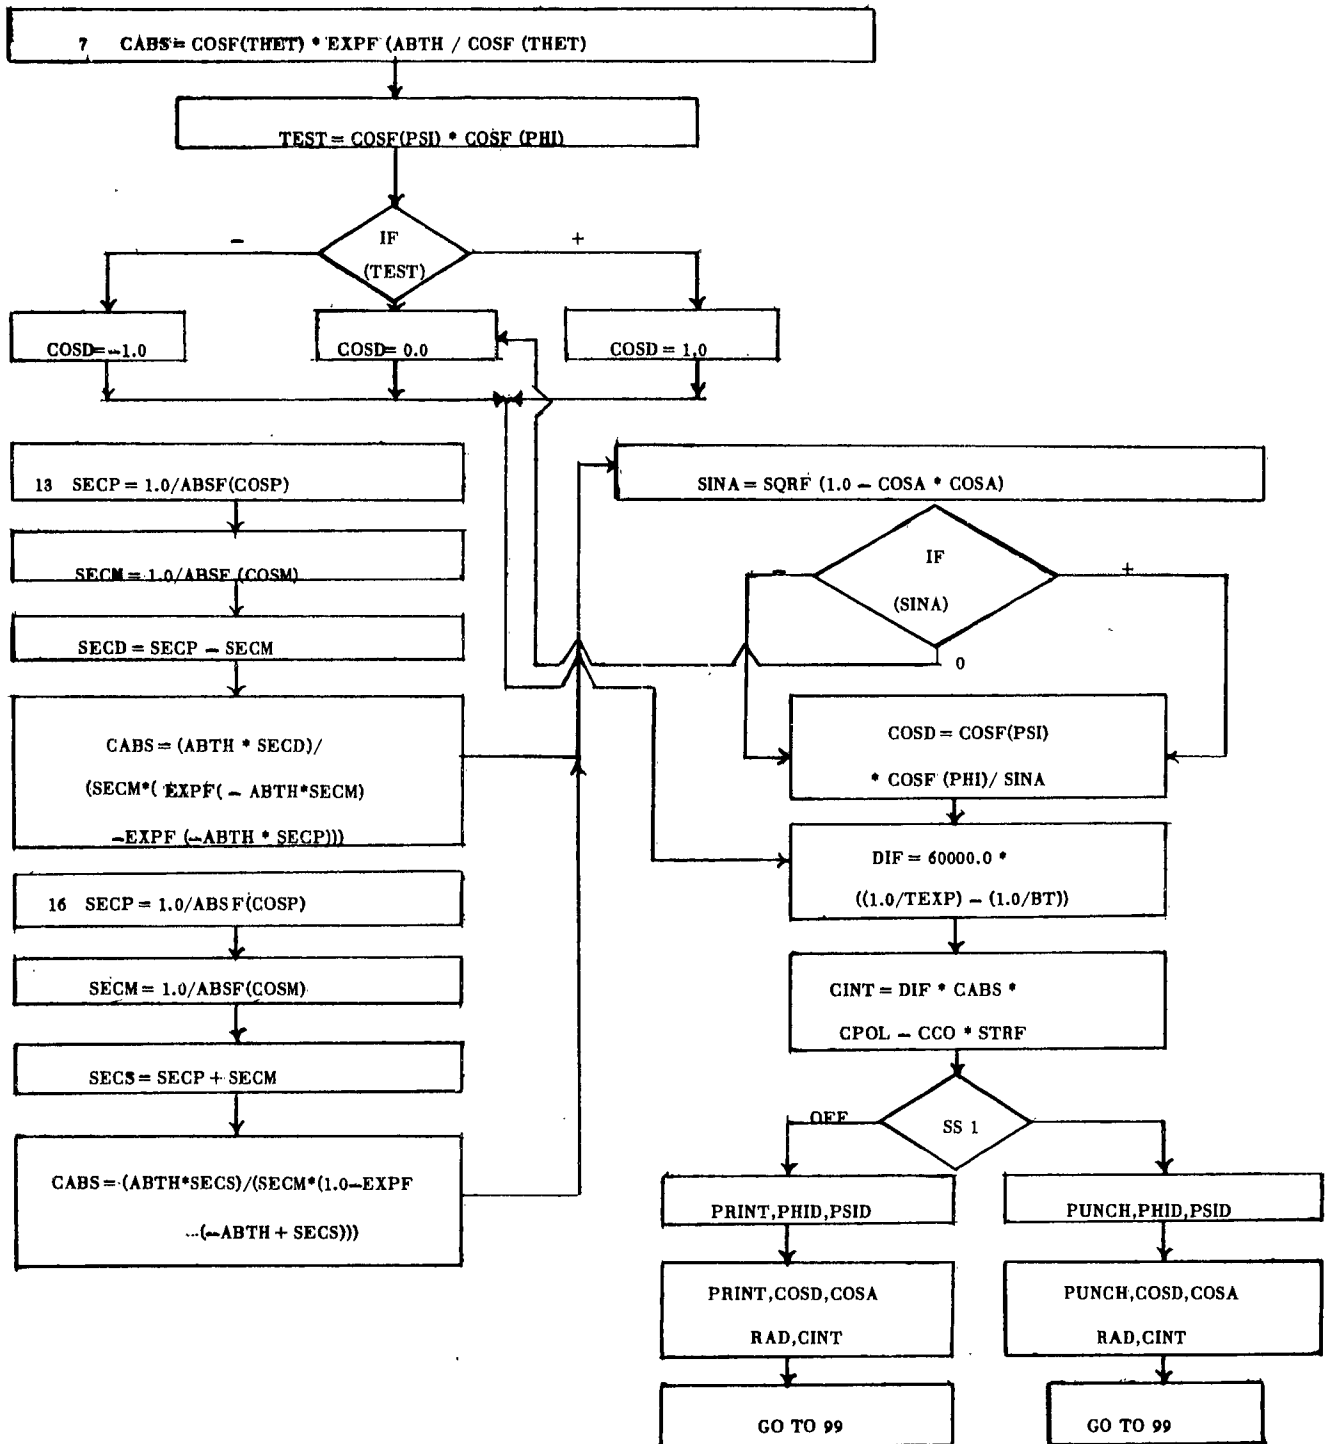 7 CABS = COSF(THET) * EXPF (ABTH / COSF (THET)
TEST = COSF(PSI) * COSF (PHI)
IF
(TEST)
-
+
COSD= -1.0
COSD= 0.0
COSD = 1.0
13 SECP = 1.0/ABSF(COSP)
SECM = 1.0/ABSF (COSM)
SECD = SECP - SECM
CABS = (ABTH * SECD)/
(SECM*( EXPF( - ABTH*SECM)
-EXPF (-ABTH * SECP)))
16 SECP = 1.0/ABSF(COSP)
SECM = 1.0/ABSF(COSM)
SECS = SECP + SECM
CABS = (ABTH*SECS)/(SECM*(1.0-EXPF
(-ABTH + SECS)))
SINA = SQRF (1.0 - COSA * COSA)
IF
(SINA)
-
+
0
COSD = COSF(PSI)
* COSF (PHI)/ SINA
DIF = 60000.0 *
((1.0/TEXP) - (1.0/BT))
CINT = DIF * CABS *
CPOL - CCO * STRF
OFF
SS 1
PRINT,PHID,PSID
PRINT,COSD,COSA
RAD,CINT
GO TO 99
PUNCH,PHID,PSID
PUNCH,COSD,COSA
RAD,CINT
GO TO 99